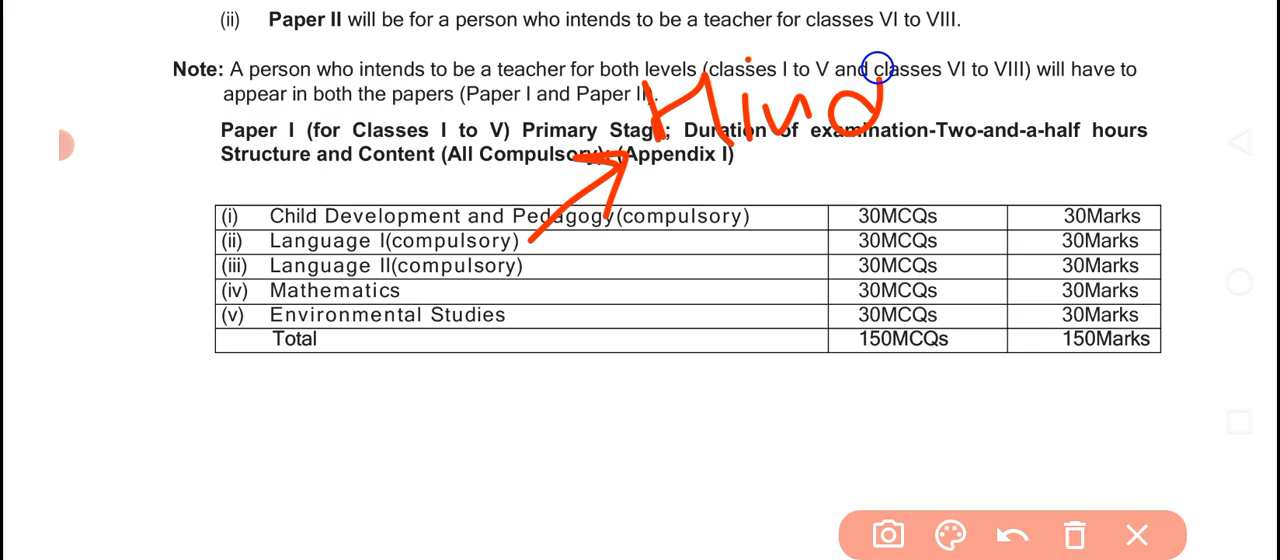 (ii) Paper II will be for a person who intends to be a teacher for classes VI to VIII.
Note: A person who intends to be a teacher for both levels (classes I to V and classes VI to VIII) will have to
appear in both the papers (Paper I and Paper II).
Hind
Paper I (for Classes I to V) Primary Stage; Duration of examination-Two-and-a-half hours
Structure and Content (All Compulsory): (Appendix I)
(i) Child Development and Pedagogy(compulsory) 30MCQs 30Marks
(ii) Language I(compulsory) 30MCQs 30Marks
(iii) Language II(compulsory) 30MCQs 30Marks
(iv) Mathematics 30MCQs 30Marks
(v) Environmental Studies 30MCQs 30Marks
Total 150MCQs 150Marks